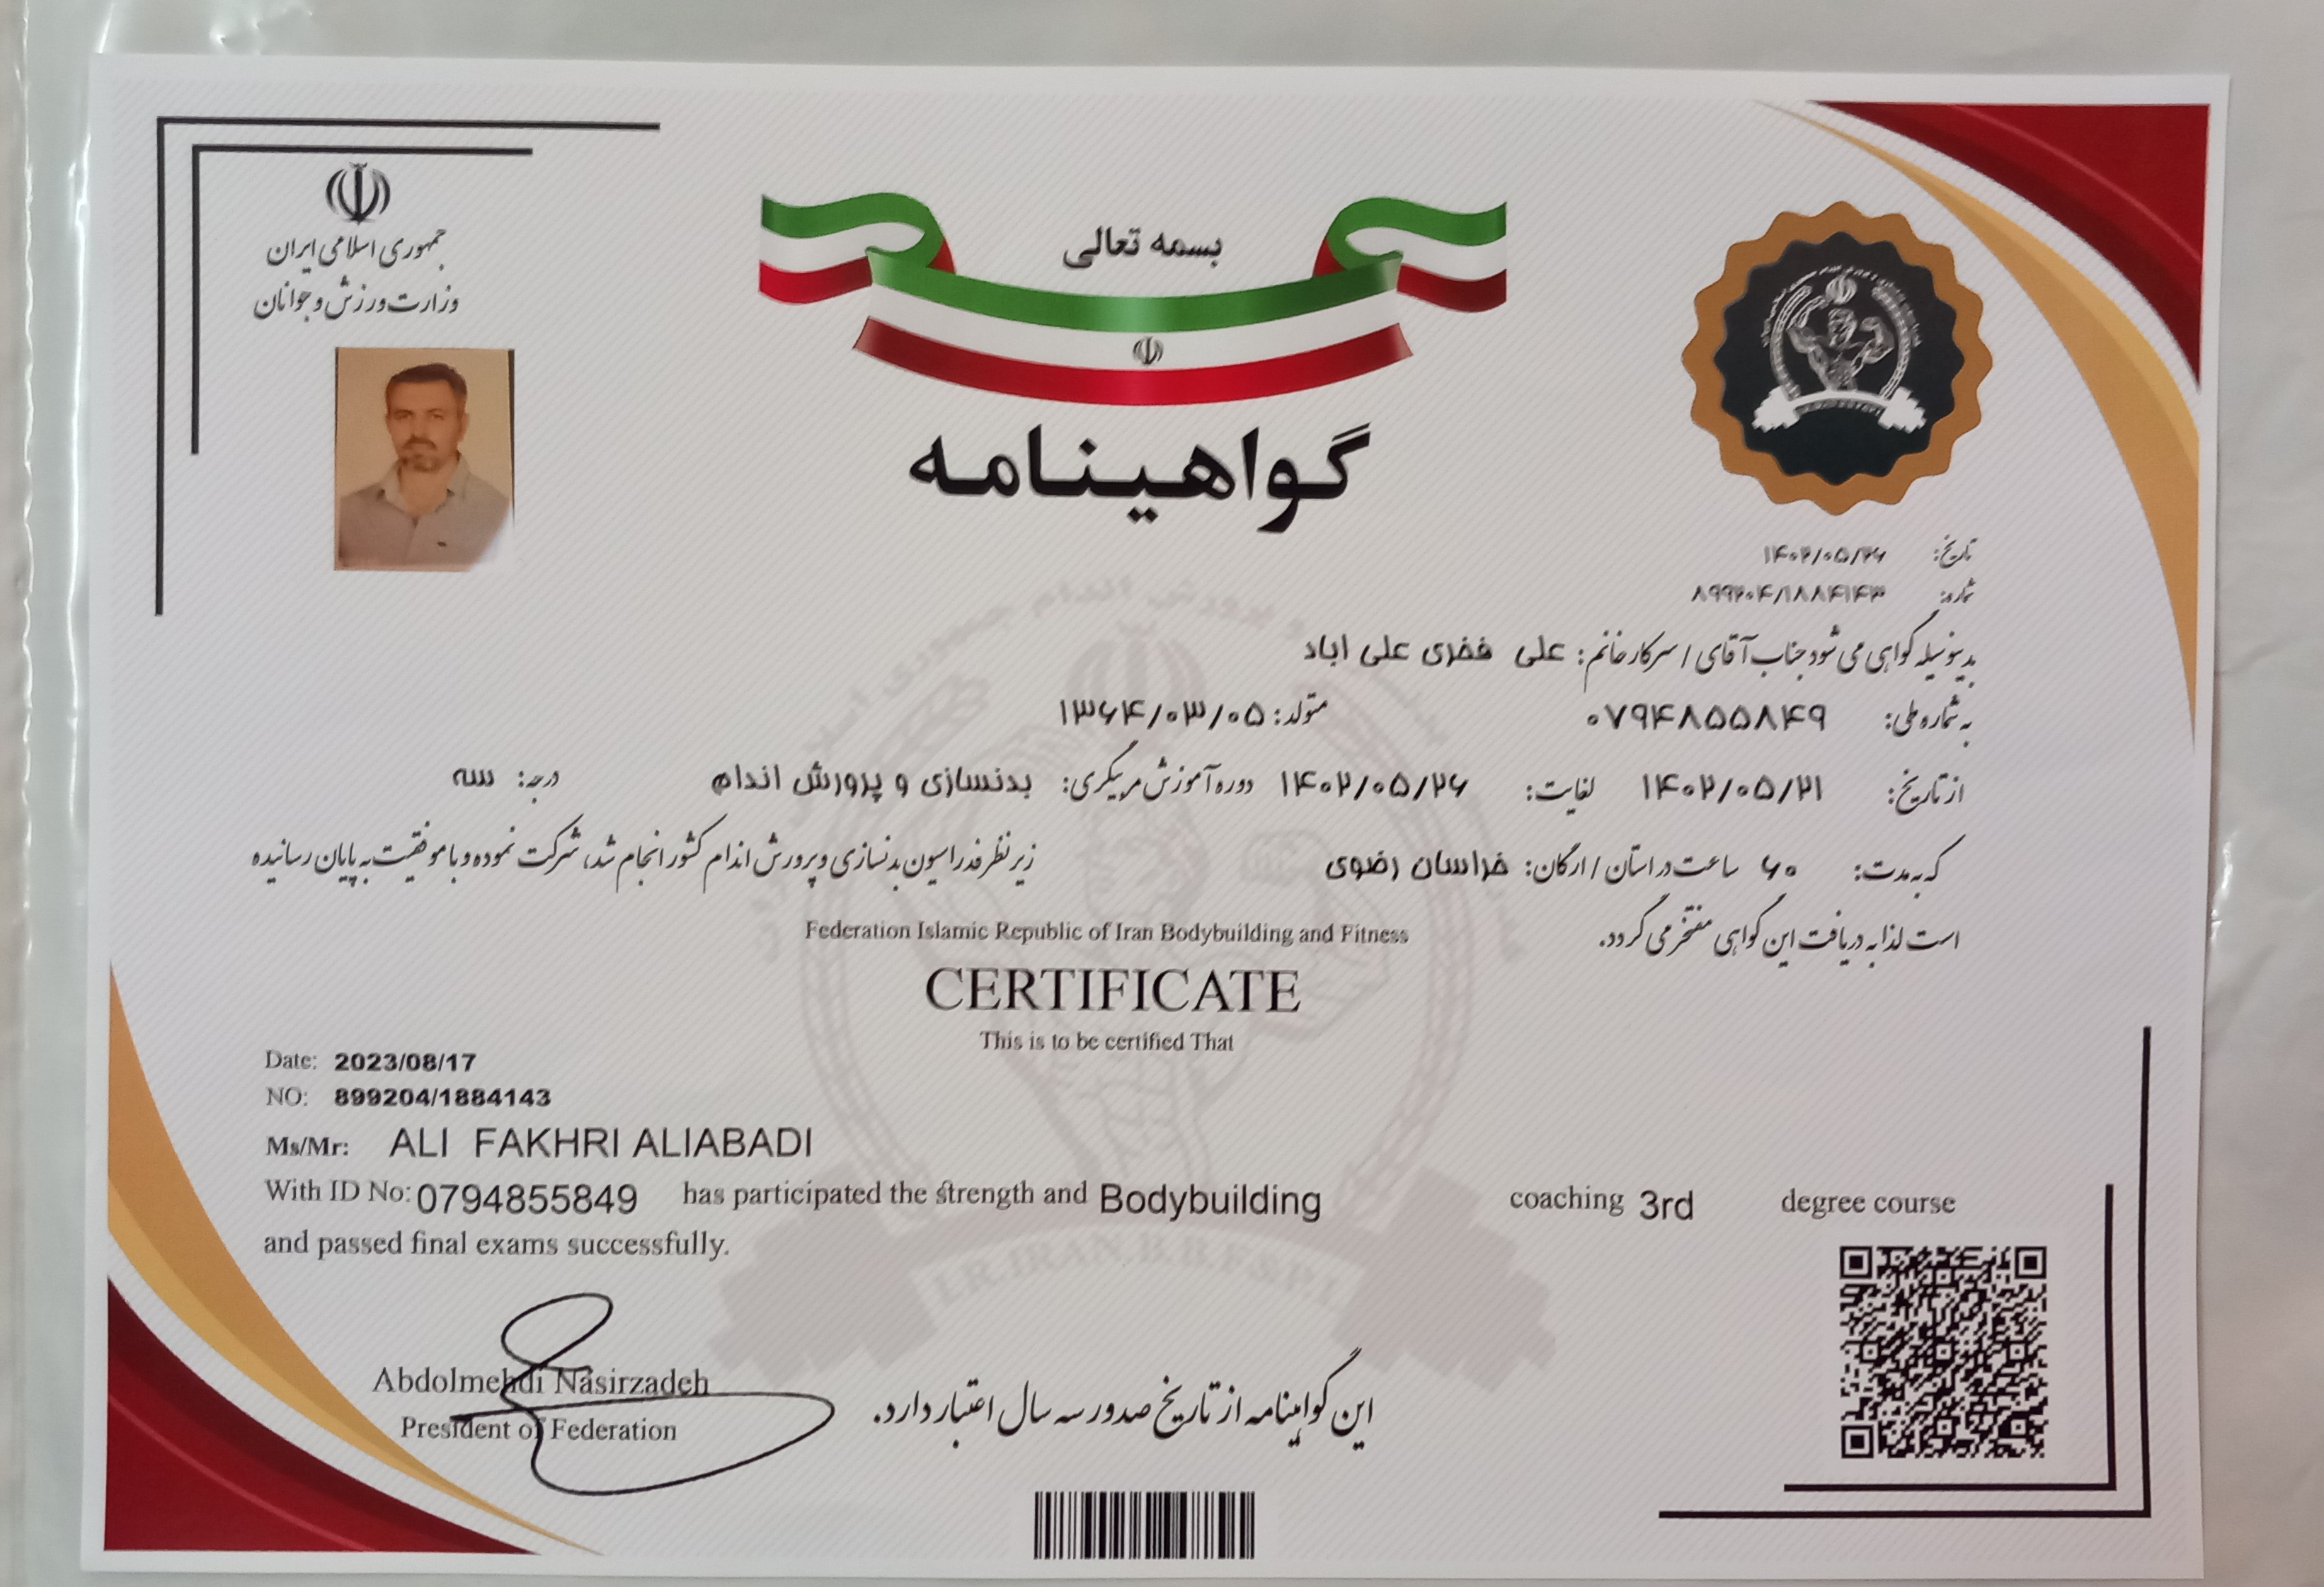 جمهوری اسلامی ایران
وزارت ورزش و جوانان
بسمه تعالی
گواهینامه
تاریخ: ۱۴۰۲/۰۵/۲۶
شماره: ۸۹۹۲۰۴/۱۸۸۴۱۴۳
بدینوسیله گواهی می شود جناب آقای / سرکار خانم: علی فخری علی اباد
به شماره ملی: ۰۷۹۴۸۵۵۸۴۹ متولد: ۱۳۶۴/۰۳/۰۵
از تاریخ: ۱۴۰۲/۰۵/۲۱ لغایت: ۱۴۰۲/۰۵/۲۶ دوره آموزش مربیگری: بدنسازی و پرورش اندام درجه: سه
که به مدت: ۶۰ ساعت در استان / ارگان: خراسان رضوی زیر نظر فدراسیون بدنسازی و پرورش اندام کشور انجام شد، شرکت نموده و با موفقیت به پایان رسانیده
است لذا به دریافت این گواهی مفتخر می گردد.
Federation Islamic Republic of Iran Bodybuilding and Fitness
CERTIFICATE
This is to be certified That
Date: 2023/08/17
NO: 899204/1884143
Ms/Mr: ALI FAKHRI ALIABADI
With ID No: 0794855849 has participated the strength and Bodybuilding coaching 3rd degree course
and passed final exams successfully.
I.R.IRAN.B.B.F&P.L
Abdolmehdi Nasirzadeh
President of Federation
این گواهینامه از تاریخ صدور سه سال اعتبار دارد.